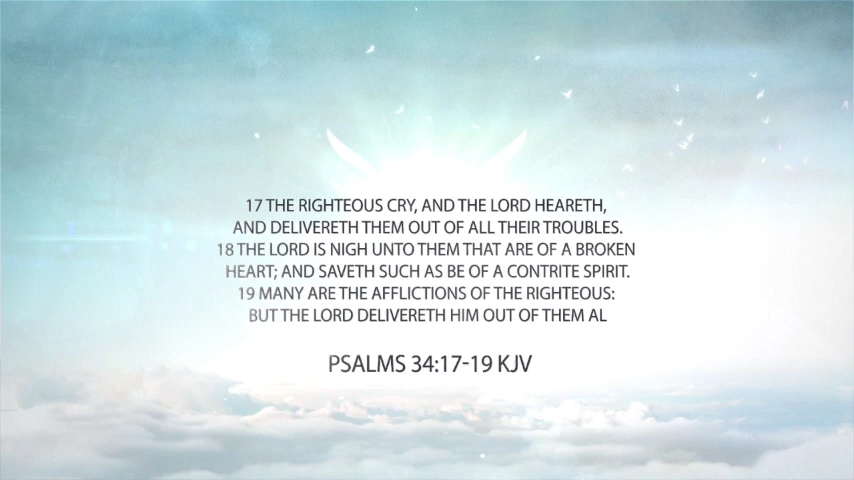 17 THE RIGHTEOUS CRY, AND THE LORD HEARETH,
AND DELIVERETH THEM OUT OF ALL THEIR TROUBLES.
18 THE LORD IS NIGH UNTO THEM THAT ARE OF A BROKEN
HEART; AND SAVETH SUCH AS BE OF A CONTRITE SPIRIT.
19 MANY ARE THE AFFLICTIONS OF THE RIGHTEOUS:
BUT THE LORD DELIVERETH HIM OUT OF THEM AL
PSALMS 34:17-19 KJV